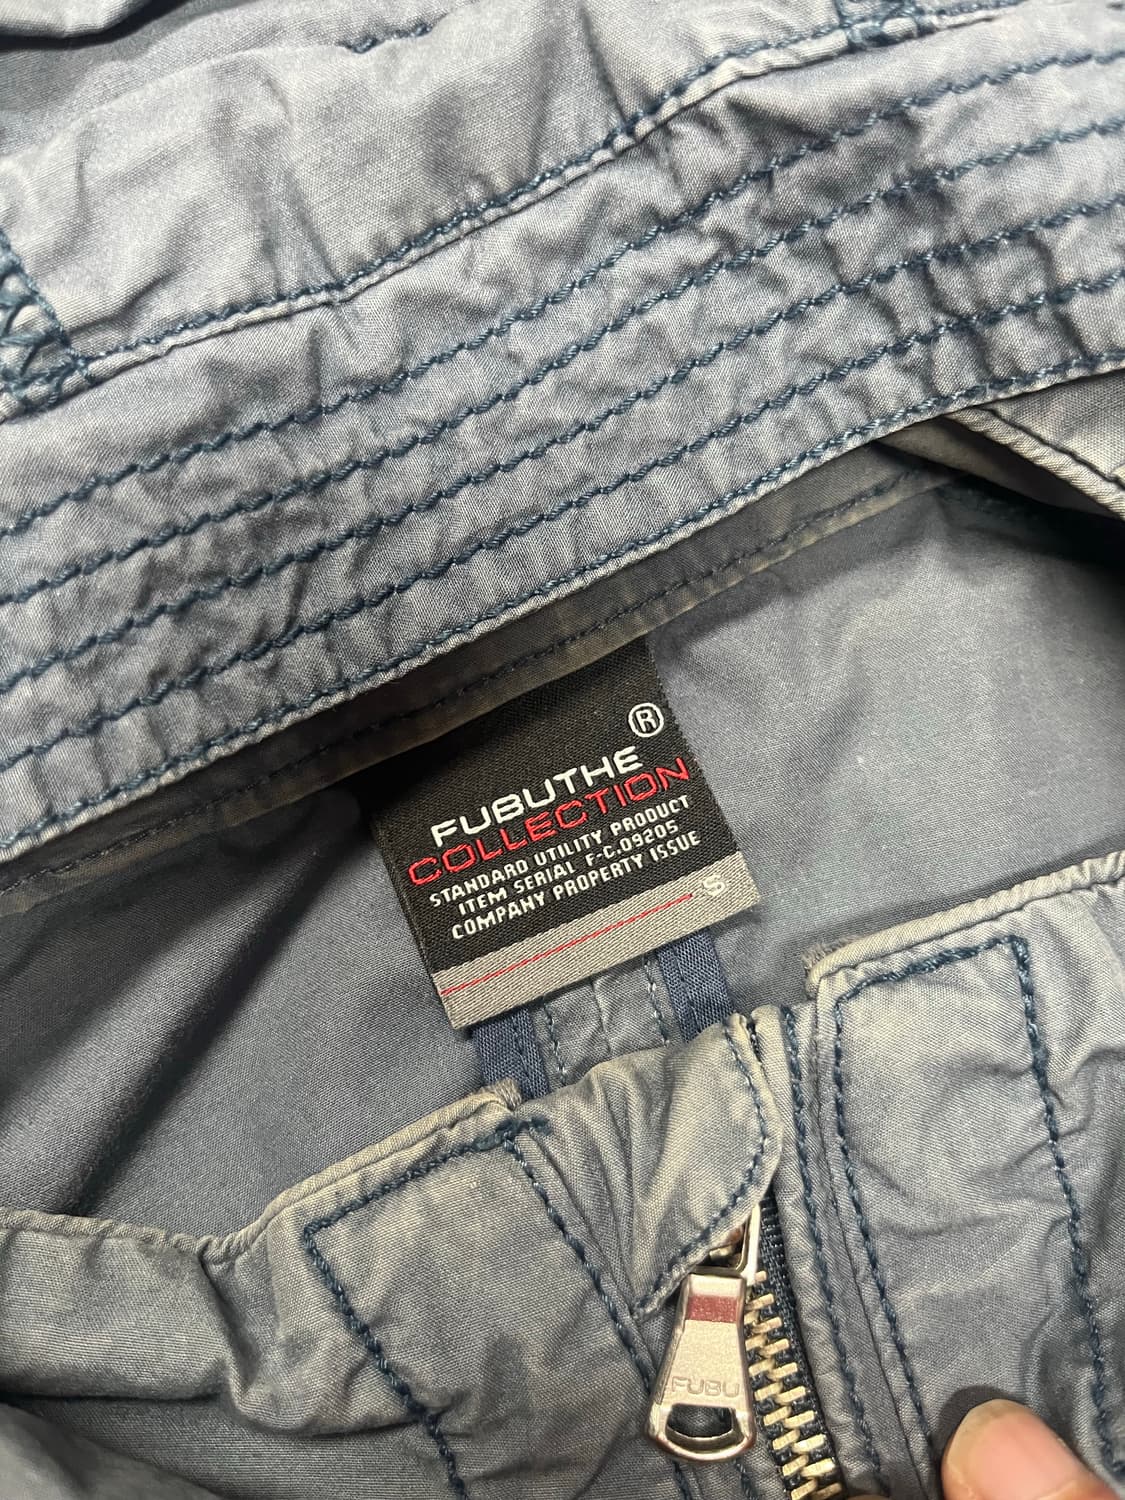 ®
FUBUTHE
COLLECTION
STANDARD UTILITY PRODUCT
ITEM SERIAL F-C.09205
COMPANY PROPERTY ISSUE
S
FUBU